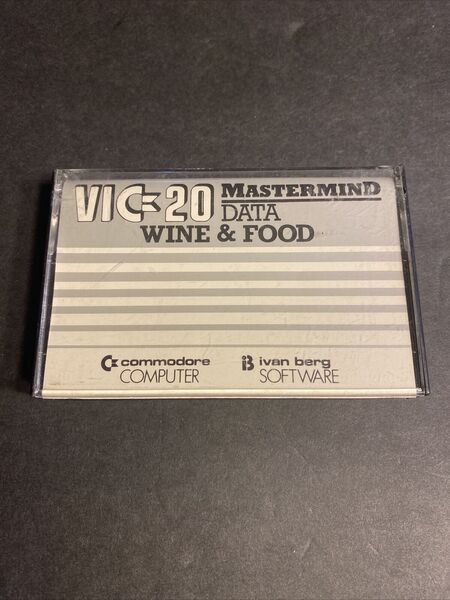 VIC 20 MASTERMIND
DATA
WINE & FOOD
commodore
COMPUTER
ivan berg
SOFTWARE